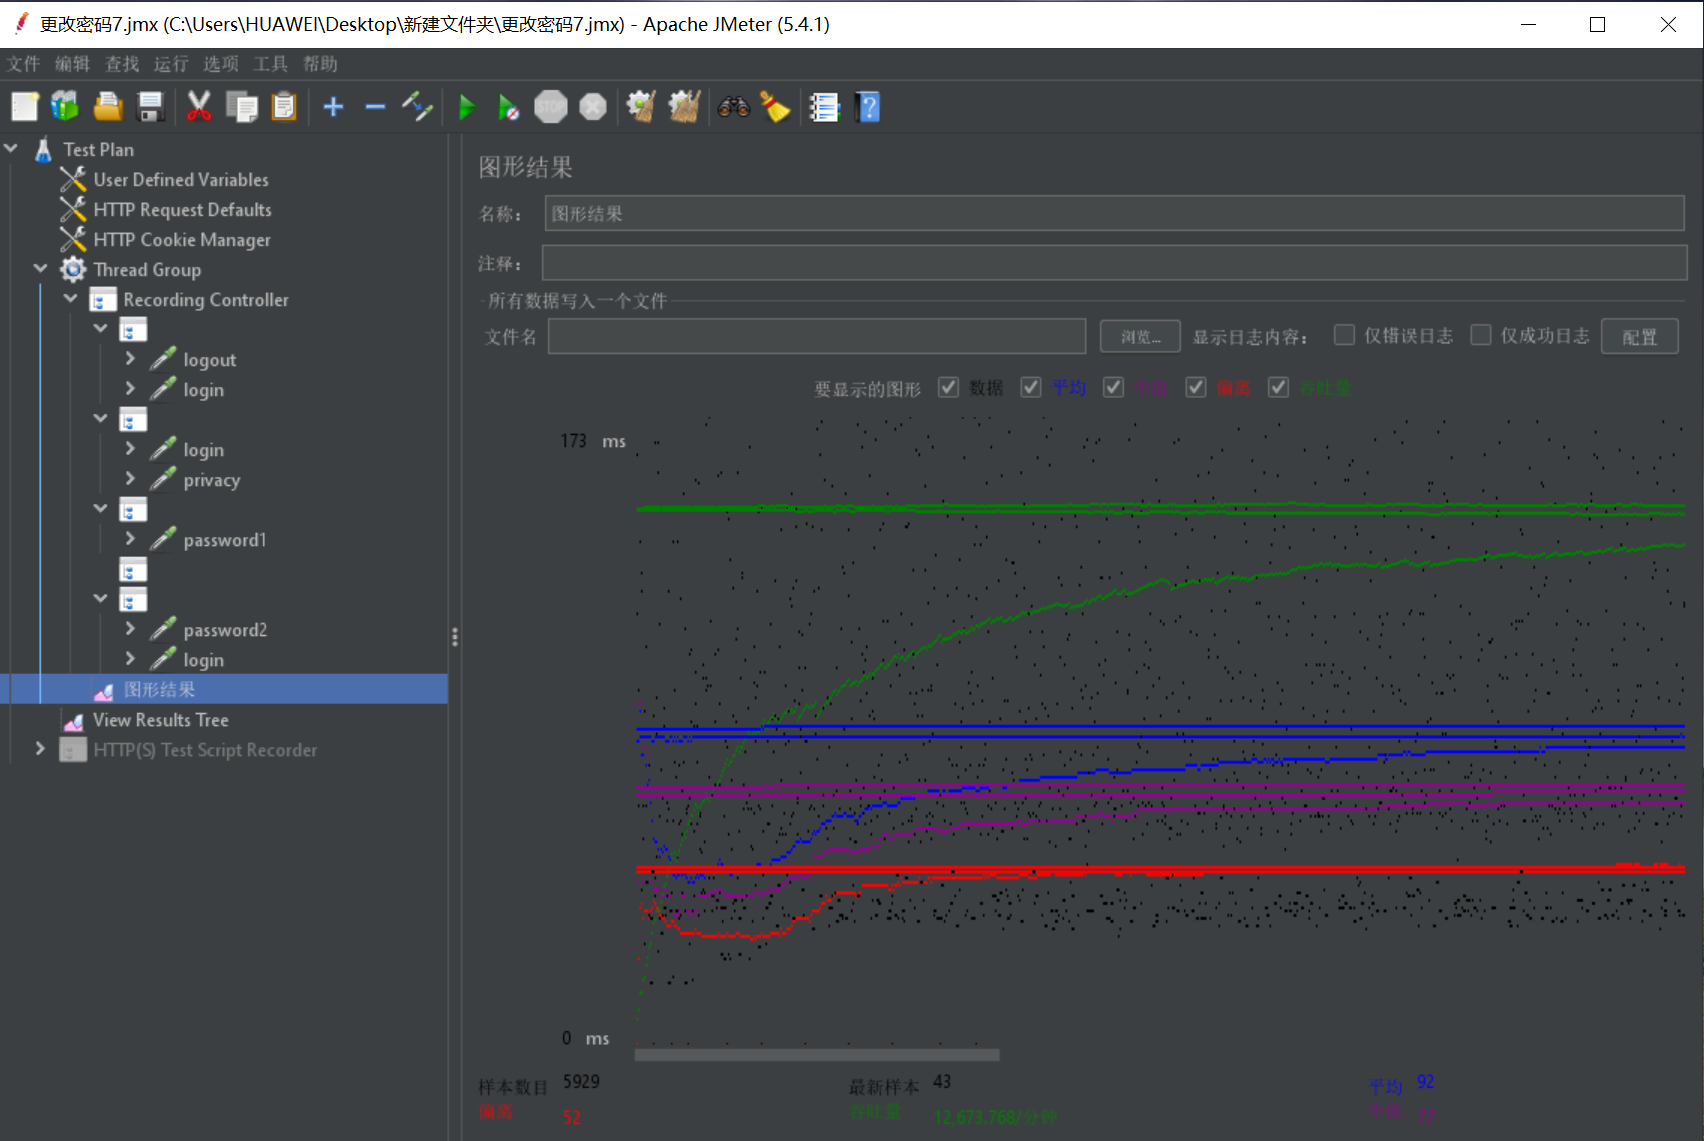 更改密码7.jmx (C:\Users\HUAWEI\Desktop\新建文件夹\更改密码7.jmx) - Apache JMeter (5.4.1)
文件 编辑 查找 运行 选项 工具 帮助
STOP
Test Plan
User Defined Variables
HTTP Request Defaults
HTTP Cookie Manager
Thread Group
Recording Controller
logout
login
login
privacy
password1
password2
login
图形结果
View Results Tree
HTTP(S) Test Script Recorder
图形结果
名称： 图形结果
注释：
所有数据写入一个文件
文件名 浏览... 显示日志内容： 仅错误日志 仅成功日志 配置
要显示的图形 数据 平均 中值 偏离 吞吐量
173 ms
0 ms
样本数目 5929 最新样本 43 平均 92
偏离 52 吞吐量 12,673.768/分钟 中值